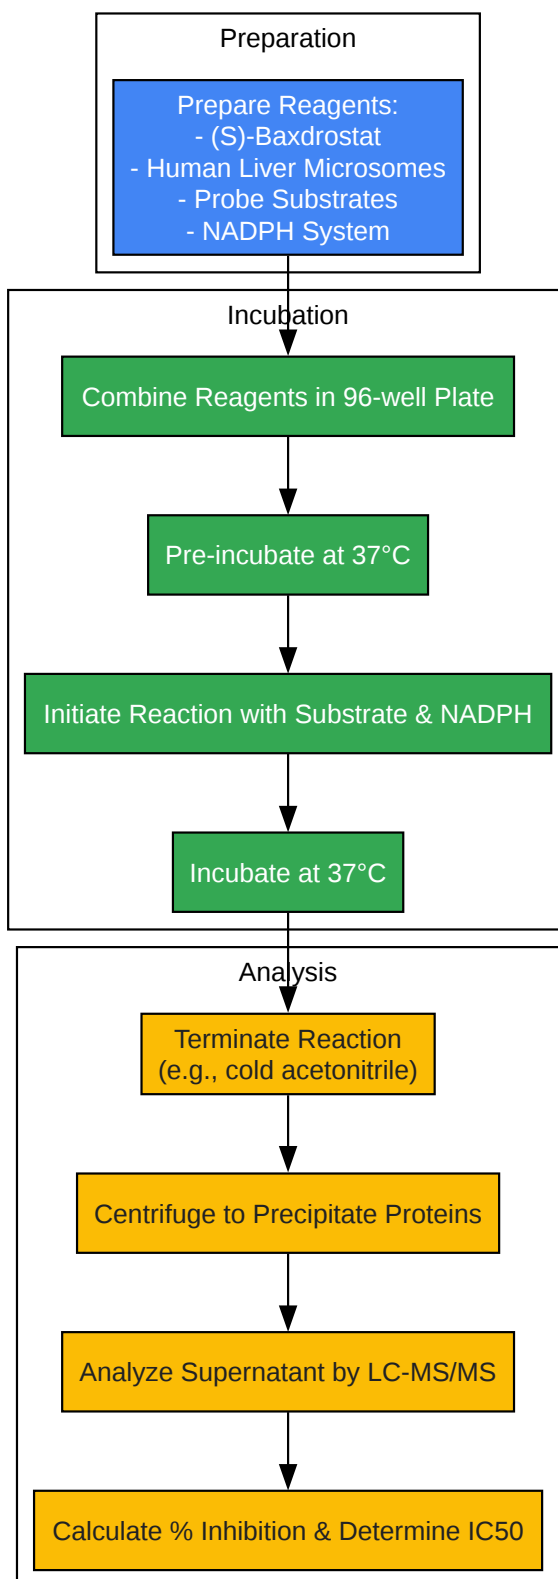 Preparation
Prepare Reagents:
- (S)-Baxdrostat
- Human Liver Microsomes
- Probe Substrates
- NADPH System
Incubation
Combine Reagents in 96-well Plate
Pre-incubate at 37°C
Initiate Reaction with Substrate & NADPH
Incubate at 37°C
Analysis
Terminate Reaction
(e.g., cold acetonitrile)
Centrifuge to Precipitate Proteins
Analyze Supernatant by LC-MS/MS
Calculate % Inhibition & Determine IC50